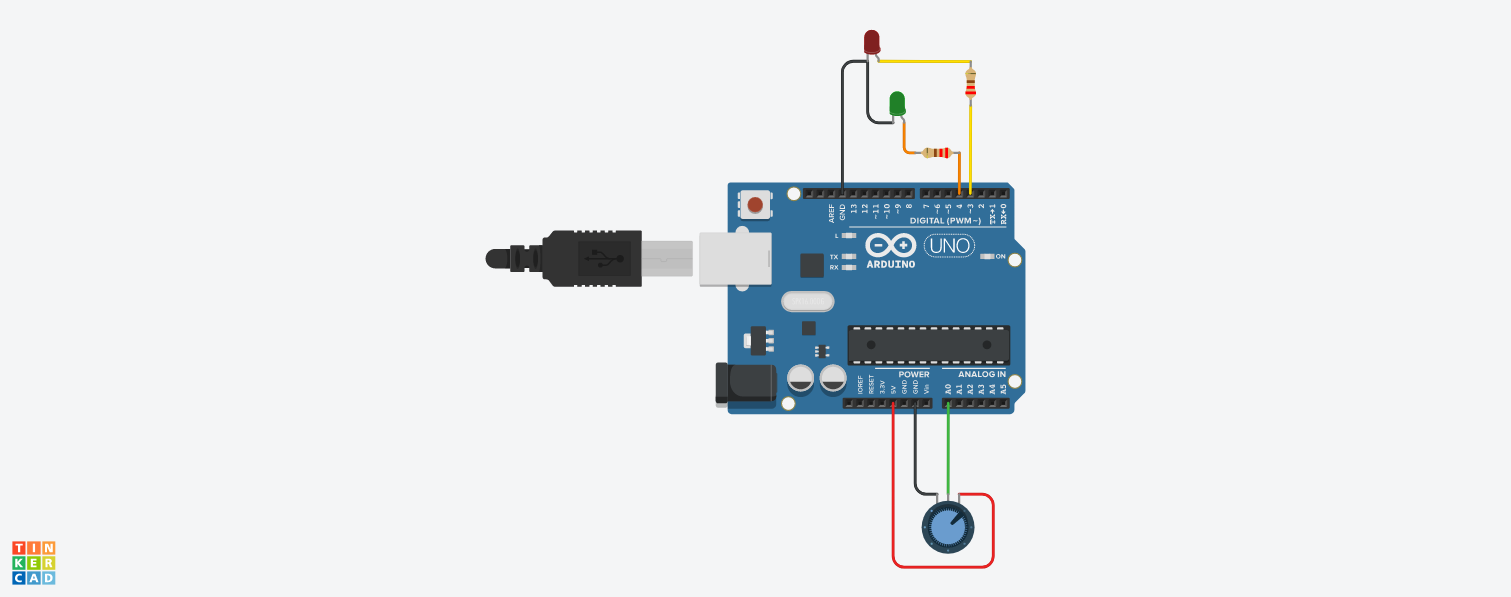 AREF
GND
13
12
~11
~10
~9
8
7
~6
~5
4
~3
2
TX→1
RX←0
DIGITAL (PWM~)
L
TX
RX
ARDUINO
UNO
ON
POWER
ANALOG IN
IOREF
RESET
3.3V
5V
GND
GND
Vin
A0
A1
A2
A3
A4
A5
TIN
KER
CAD